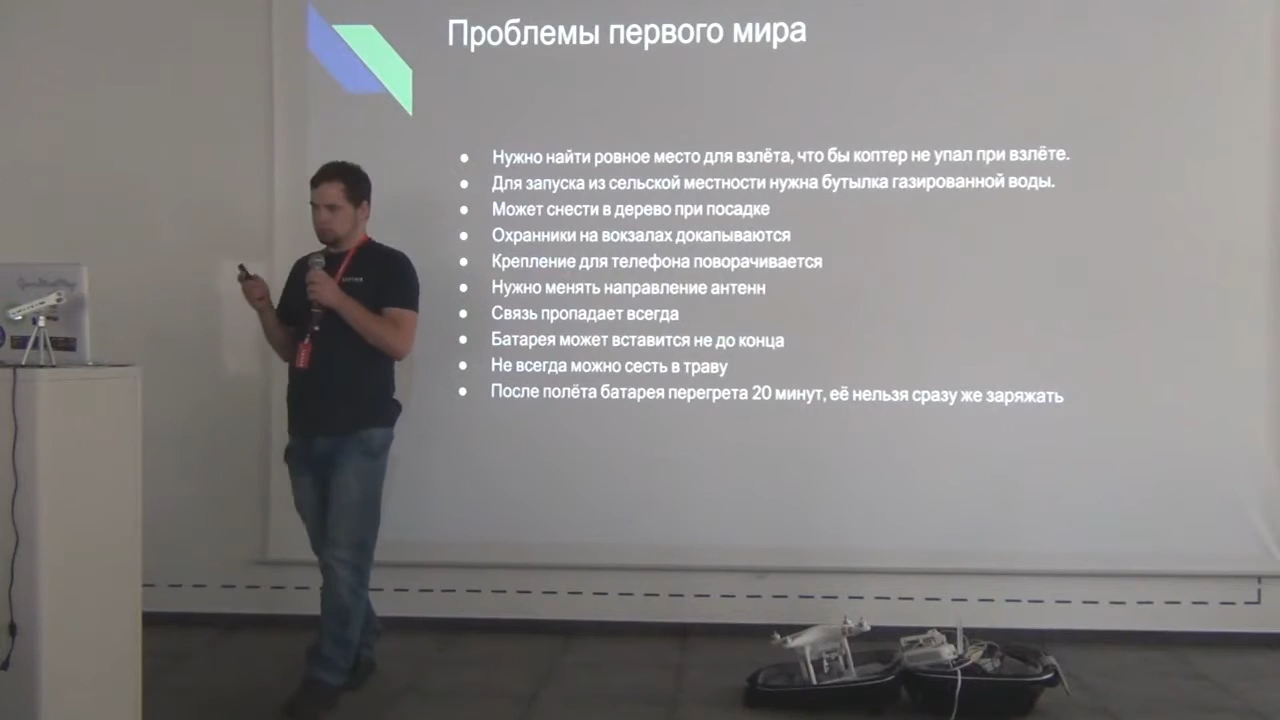 Проблемы первого мира
● Нужно найти ровное место для взлёта, что бы коптер не упал при взлёте.
● Для запуска из сельской местности нужна бутылка газированной воды.
● Может снести в дерево при посадке
● Охранники на вокзалах докапываются
● Крепление для телефона поворачивается
● Нужно менять направление антенн
● Связь пропадает всегда
● Батарея может вставится не до конца
● Не всегда можно сесть в траву
● После полёта батарея перегрета 20 минут, её нельзя сразу же заряжать